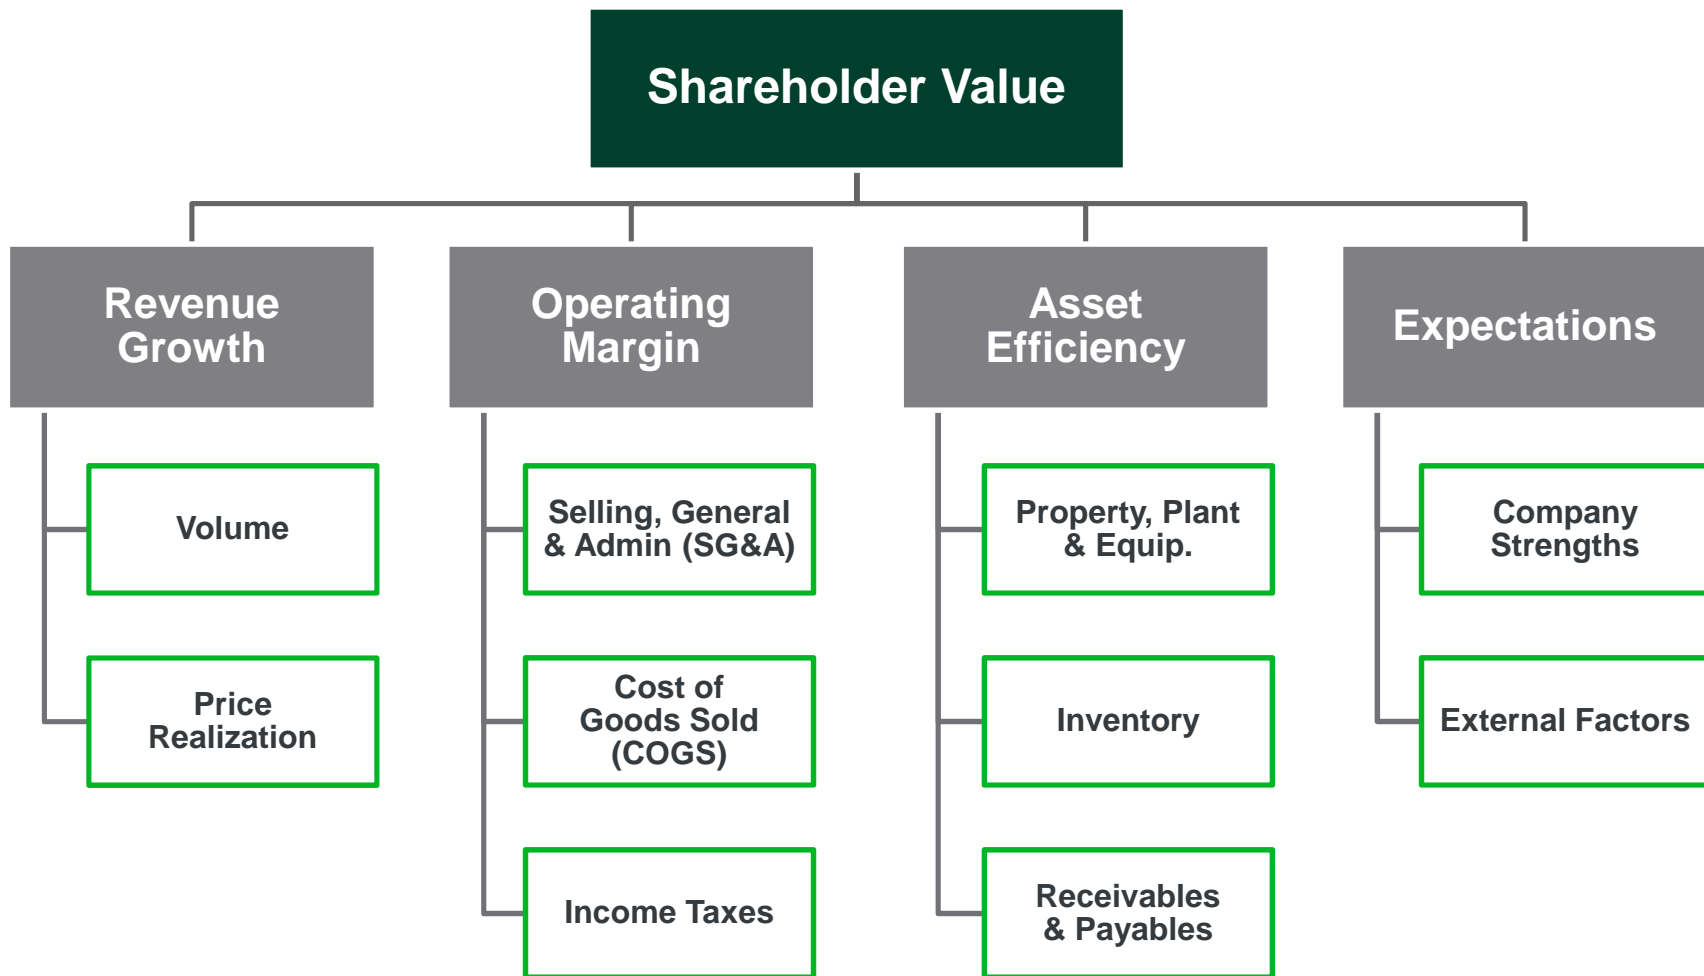 Shareholder Value
Revenue
Growth
Operating
Margin
Asset
Efficiency
Expectations
Volume
Selling, General
& Admin (SG&A)
Property, Plant
& Equip.
Company
Strengths
Price
Realization
Cost of
Goods Sold
(COGS)
Inventory
External Factors
Income Taxes
Receivables
& Payables